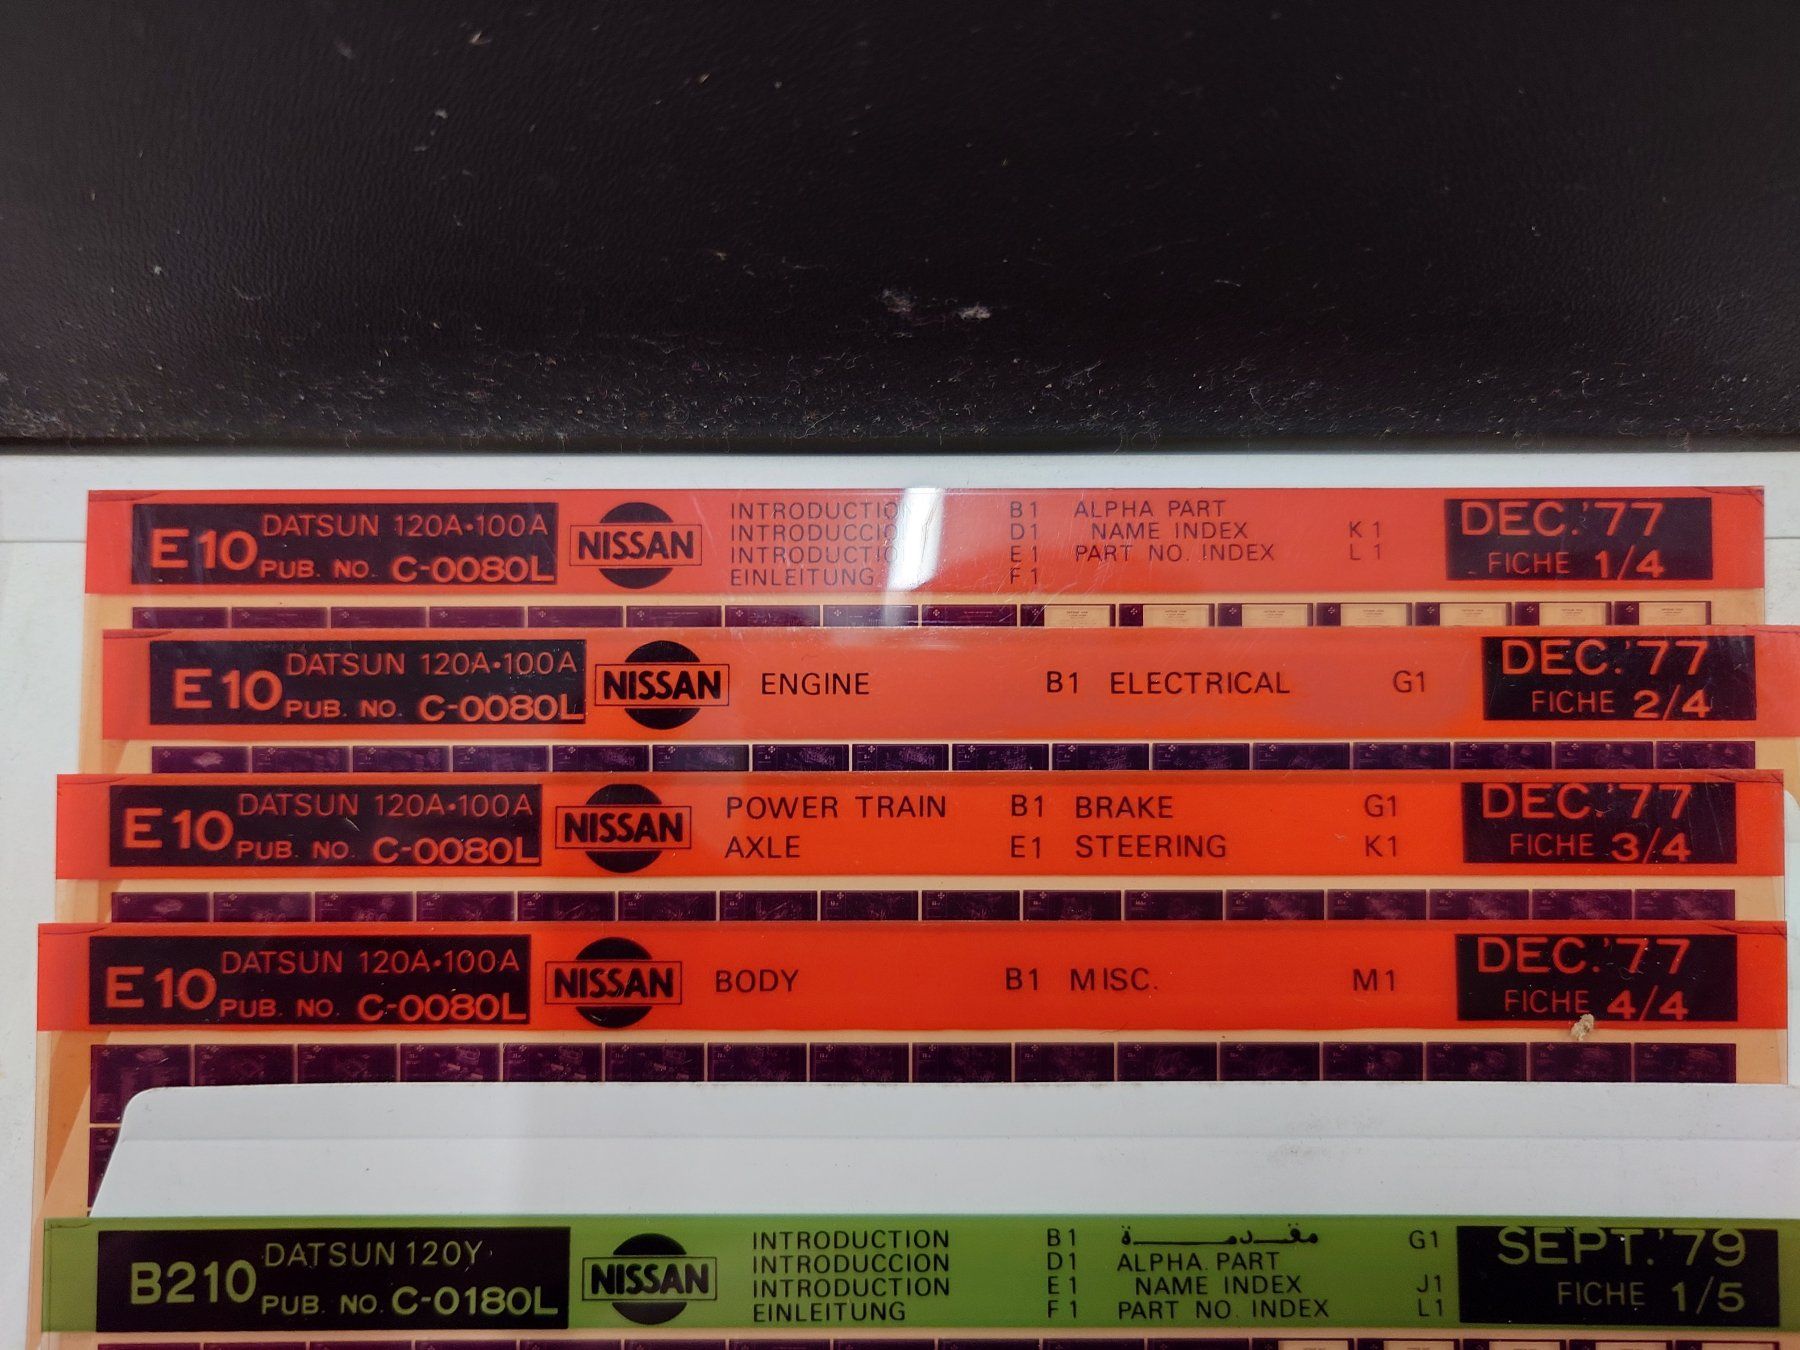 E10 DATSUN 120A·100A
PUB. NO. C-0080L
NISSAN
INTRODUCTION B1
INTRODUCCION D1
INTRODUCTION E1
EINLEITUNG F1
ALPHA PART
NAME INDEX K1
PART NO. INDEX L1
DEC.'77
FICHE 1/4
E10 DATSUN 120A·100A
PUB. NO. C-0080L
NISSAN
ENGINE B1 ELECTRICAL G1
DEC.'77
FICHE 2/4
E10 DATSUN 120A·100A
PUB. NO. C-0080L
NISSAN
POWER TRAIN B1 BRAKE G1
AXLE E1 STEERING K1
DEC.'77
FICHE 3/4
E10 DATSUN 120A·100A
PUB. NO. C-0080L
NISSAN
BODY B1 MISC. M1
DEC.'77
FICHE 4/4
B210 DATSUN 120Y
PUB. NO. C-0180L
NISSAN
INTRODUCTION B1
INTRODUCCION D1
INTRODUCTION E1
EINLEITUNG F1
مقدمة G1
ALPHA. PART
NAME INDEX J1
PART NO. INDEX L1
SEPT.'79
FICHE 1/5